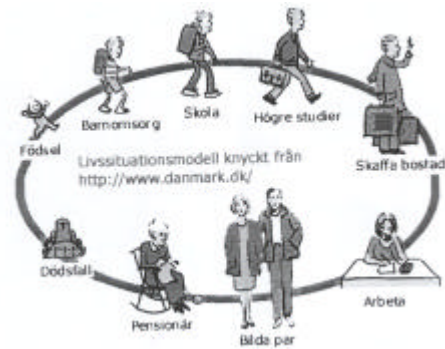 Födsel
Barnomsorg
Skola
Högre studier
Skaffa bostad
Livssituationsmodell knyckt från
http://www.danmark.dk/
Dödsfall
Pensionär
Bilda par
Arbeta